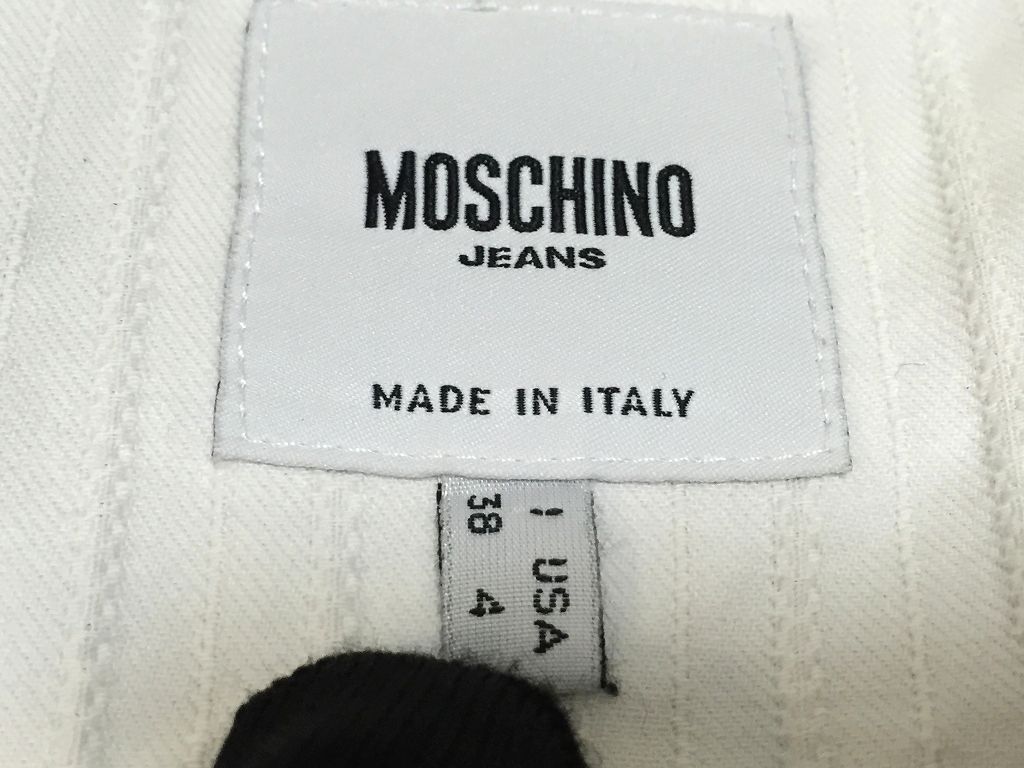 MOSCHINO
JEANS
MADE IN ITALY
I USA
38 4